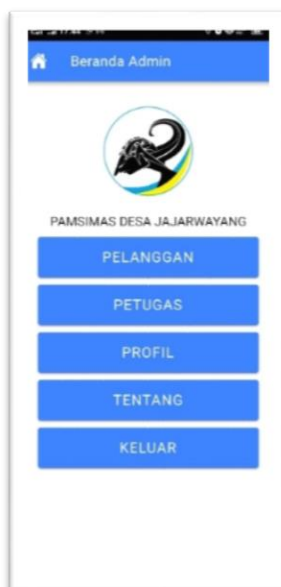 Beranda Admin
PAMSIMAS DESA JAJARWAYANG
PELANGGAN
PETUGAS
PROFIL
TENTANG
KELUAR